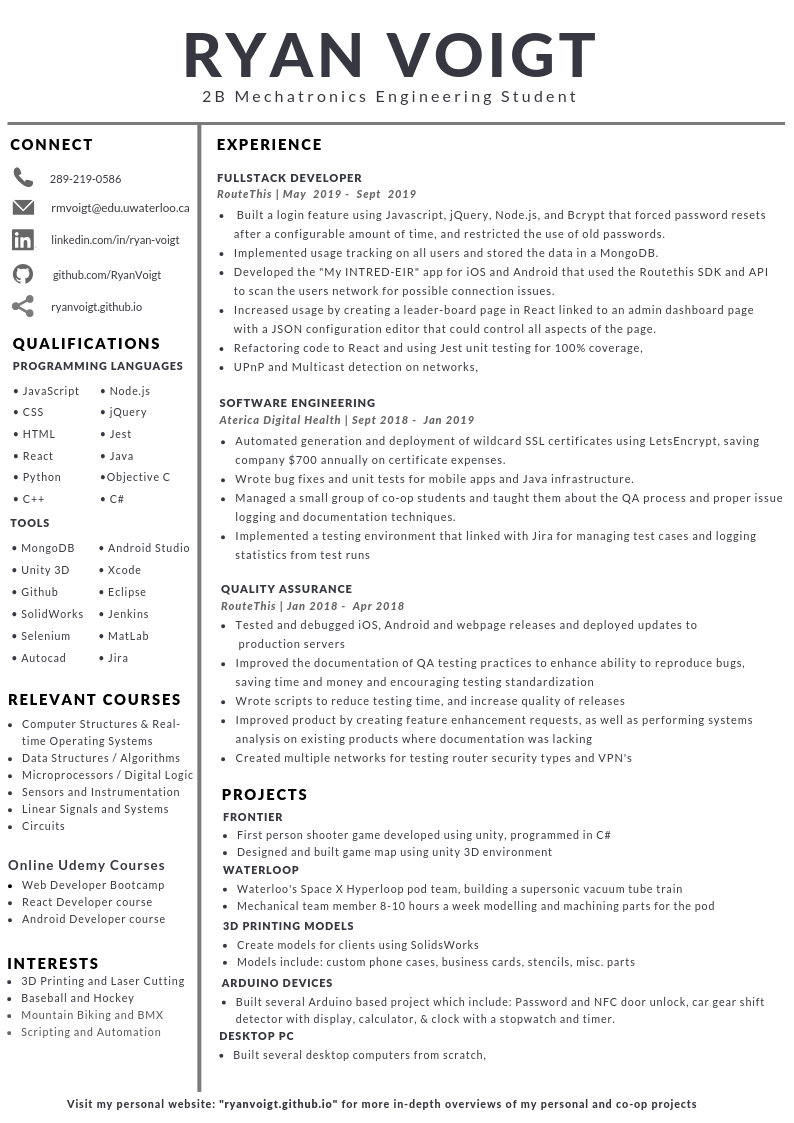 RYAN VOIGT
2B Mechatronics Engineering Student
CONNECT
289-219-0586
rmvoigt@edu.uwaterloo.ca
linkedin.com/in/ryan-voigt
github.com/RyanVoigt
ryanvoigt.github.io
QUALIFICATIONS
PROGRAMMING LANGUAGES
• JavaScript • Node.js
• CSS • jQuery
• HTML • Jest
• React • Java
• Python •Objective C
• C++ • C#
TOOLS
• MongoDB • Android Studio
• Unity 3D • Xcode
• Github • Eclipse
• SolidWorks • Jenkins
• Selenium • MatLab
• Autocad • Jira
RELEVANT COURSES
• Computer Structures & Real-
time Operating Systems
• Data Structures / Algorithms
• Microprocessors / Digital Logic
• Sensors and Instrumentation
• Linear Signals and Systems
• Circuits
Online Udemy Courses
• Web Developer Bootcamp
• React Developer course
• Android Developer course
INTERESTS
• 3D Printing and Laser Cutting
• Baseball and Hockey
• Mountain Biking and BMX
• Scripting and Automation
EXPERIENCE
FULLSTACK DEVELOPER
RouteThis | May 2019 - Sept 2019
• Built a login feature using Javascript, jQuery, Node.js, and Bcrypt that forced password resets
after a configurable amount of time, and restricted the use of old passwords.
• Implemented usage tracking on all users and stored the data in a MongoDB.
• Developed the "My INTRED-EIR" app for iOS and Android that used the Routethis SDK and API
to scan the users network for possible connection issues.
• Increased usage by creating a leader-board page in React linked to an admin dashboard page
with a JSON configuration editor that could control all aspects of the page.
• Refactoring code to React and using Jest unit testing for 100% coverage,
• UPnP and Multicast detection on networks,
SOFTWARE ENGINEERING
Aterica Digital Health | Sept 2018 - Jan 2019
• Automated generation and deployment of wildcard SSL certificates using LetsEncrypt, saving
company $700 annually on certificate expenses.
• Wrote bug fixes and unit tests for mobile apps and Java infrastructure.
• Managed a small group of co-op students and taught them about the QA process and proper issue
logging and documentation techniques.
• Implemented a testing environment that linked with Jira for managing test cases and logging
statistics from test runs
QUALITY ASSURANCE
RouteThis | Jan 2018 - Apr 2018
• Tested and debugged iOS, Android and webpage releases and deployed updates to
production servers
• Improved the documentation of QA testing practices to enhance ability to reproduce bugs,
saving time and money and encouraging testing standardization
• Wrote scripts to reduce testing time, and increase quality of releases
• Improved product by creating feature enhancement requests, as well as performing systems
analysis on existing products where documentation was lacking
• Created multiple networks for testing router security types and VPN's
PROJECTS
FRONTIER
• First person shooter game developed using unity, programmed in C#
• Designed and built game map using unity 3D environment
WATERLOOP
• Waterloo's Space X Hyperloop pod team, building a supersonic vacuum tube train
• Mechanical team member 8-10 hours a week modelling and machining parts for the pod
3D PRINTING MODELS
• Create models for clients using SolidsWorks
• Models include: custom phone cases, business cards, stencils, misc. parts
ARDUINO DEVICES
• Built several Arduino based project which include: Password and NFC door unlock, car gear shift
detector with display, calculator, & clock with a stopwatch and timer.
DESKTOP PC
• Built several desktop computers from scratch,
Visit my personal website: "ryanvoigt.github.io" for more in-depth overviews of my personal and co-op projects